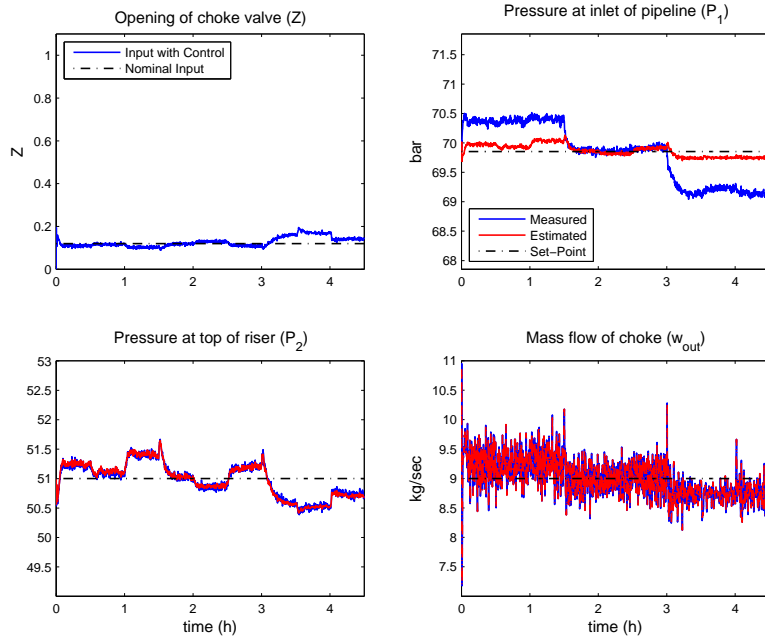 Opening of choke valve (Z)
1
0.8
0.6
0.4
0.2
0
Z
0 1 2 3 4
Input with Control
Nominal Input
Pressure at inlet of pipeline (P1)
71.5
71
70.5
70
69.5
69
68.5
68
bar
0 1 2 3 4
Measured
Estimated
Set-Point
Pressure at top of riser (P2)
53
52.5
52
51.5
51
50.5
50
49.5
0 1 2 3 4
time (h)
Mass flow of choke (wout)
11
10.5
10
9.5
9
8.5
8
7.5
kg/sec
0 1 2 3 4
time (h)